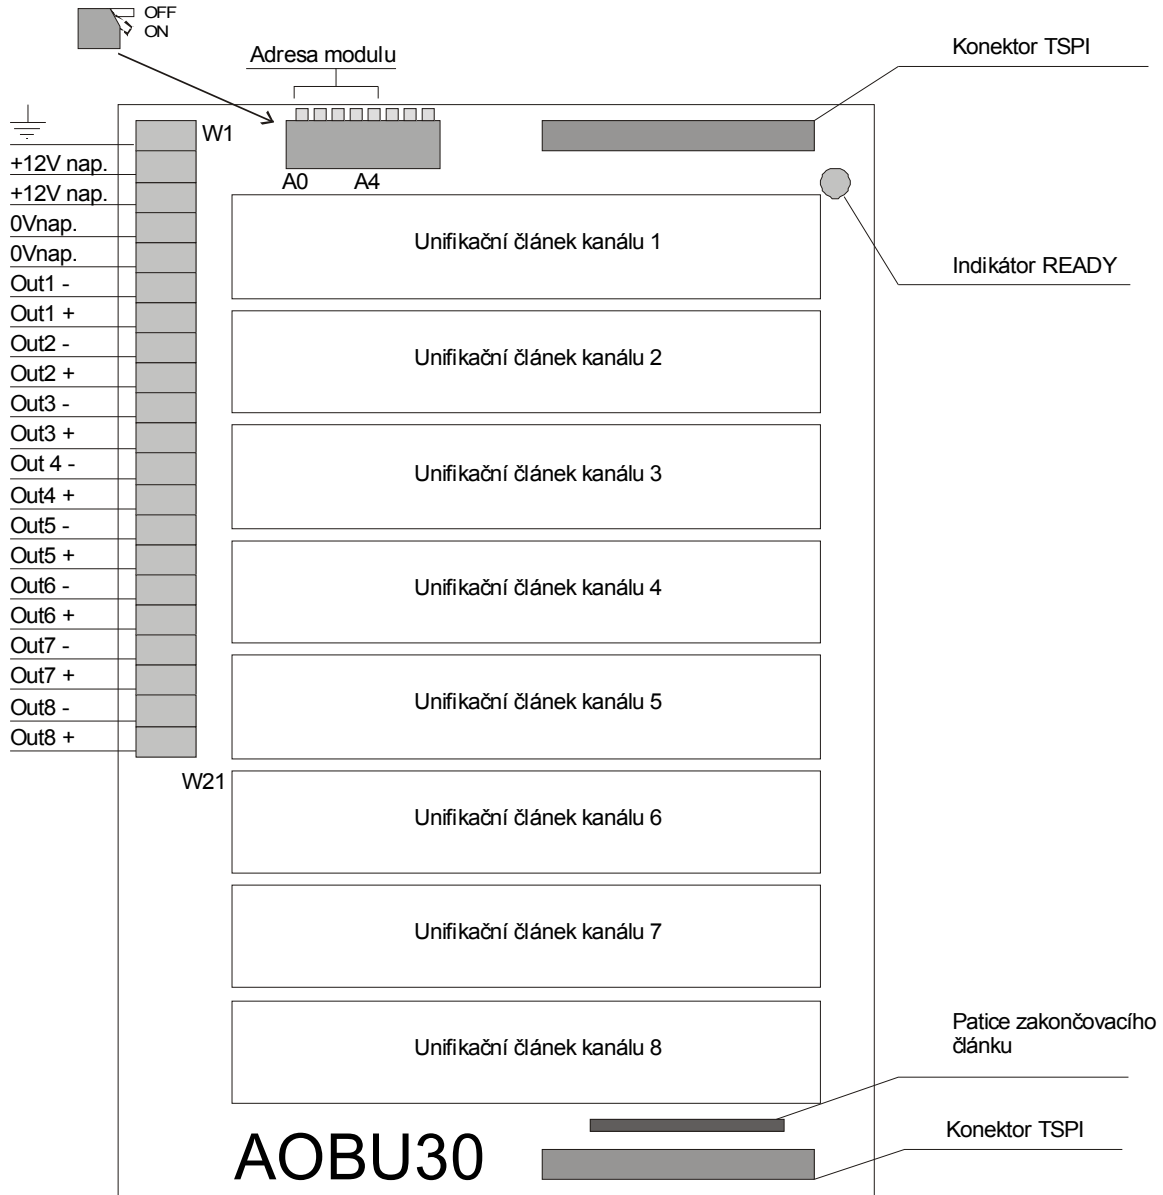 OFF
ON
Adresa modulu
Konektor TSPI
W1
A0 A4
+12V nap.
+12V nap.
0Vnap.
0Vnap.
Out1 -
Out1 +
Out2 -
Out2 +
Out3 -
Out3 +
Out 4 -
Out4 +
Out5 -
Out5 +
Out6 -
Out6 +
Out7 -
Out7 +
Out8 -
Out8 +
W21
Unifikační článek kanálu 1
Indikátor READY
Unifikační článek kanálu 2
Unifikační článek kanálu 3
Unifikační článek kanálu 4
Unifikační článek kanálu 5
Unifikační článek kanálu 6
Unifikační článek kanálu 7
Unifikační článek kanálu 8
Patice zakončovacího
článku
Konektor TSPI
AOBU30